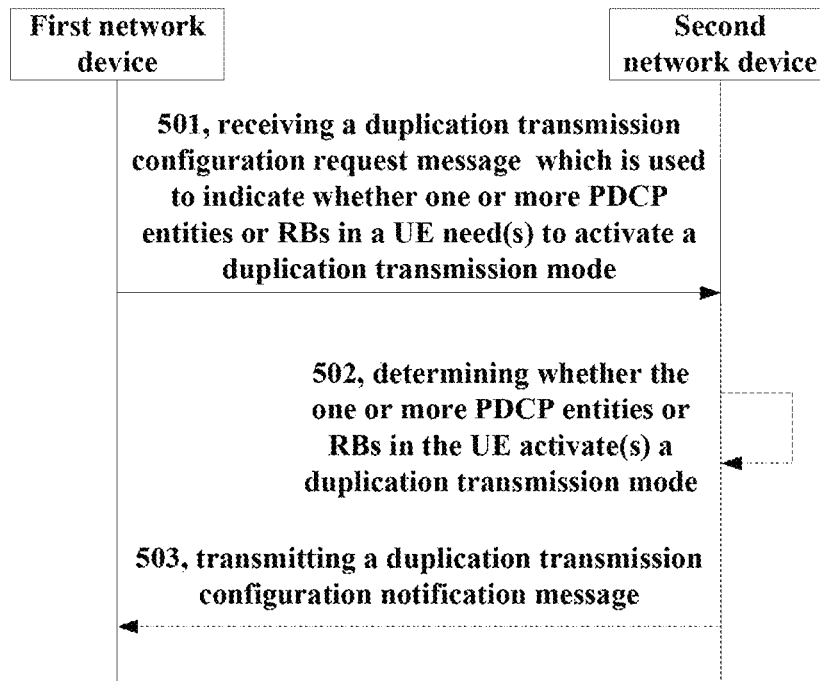 First network
device
Second
network device
501, receiving a duplication transmission
configuration request message which is used
to indicate whether one or more PDCP
entities or RBs in a UE need(s) to activate a
duplication transmission mode
502, determining whether the
one or more PDCP entities or
RBs in the UE activate(s) a
duplication transmission mode
503, transmitting a duplication transmission
configuration notification message